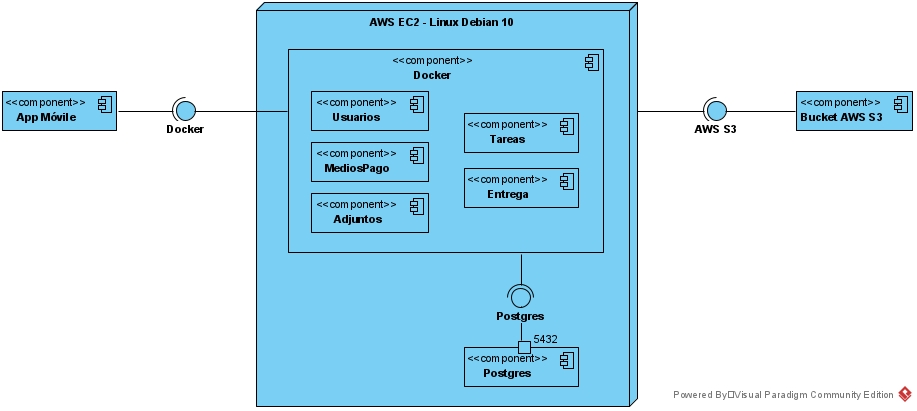 AWS EC2 - Linux Debian 10
<<component>>
Docker
<<component>>
App Móvile
Docker
<<component>>
Usuarios
<<component>>
MediosPago
<<component>>
Adjuntos
<<component>>
Tareas
<<component>>
Entrega
AWS S3
<<component>>
Bucket AWS S3
Postgres
5432
<<component>>
Postgres
Powered By Visual Paradigm Community Edition